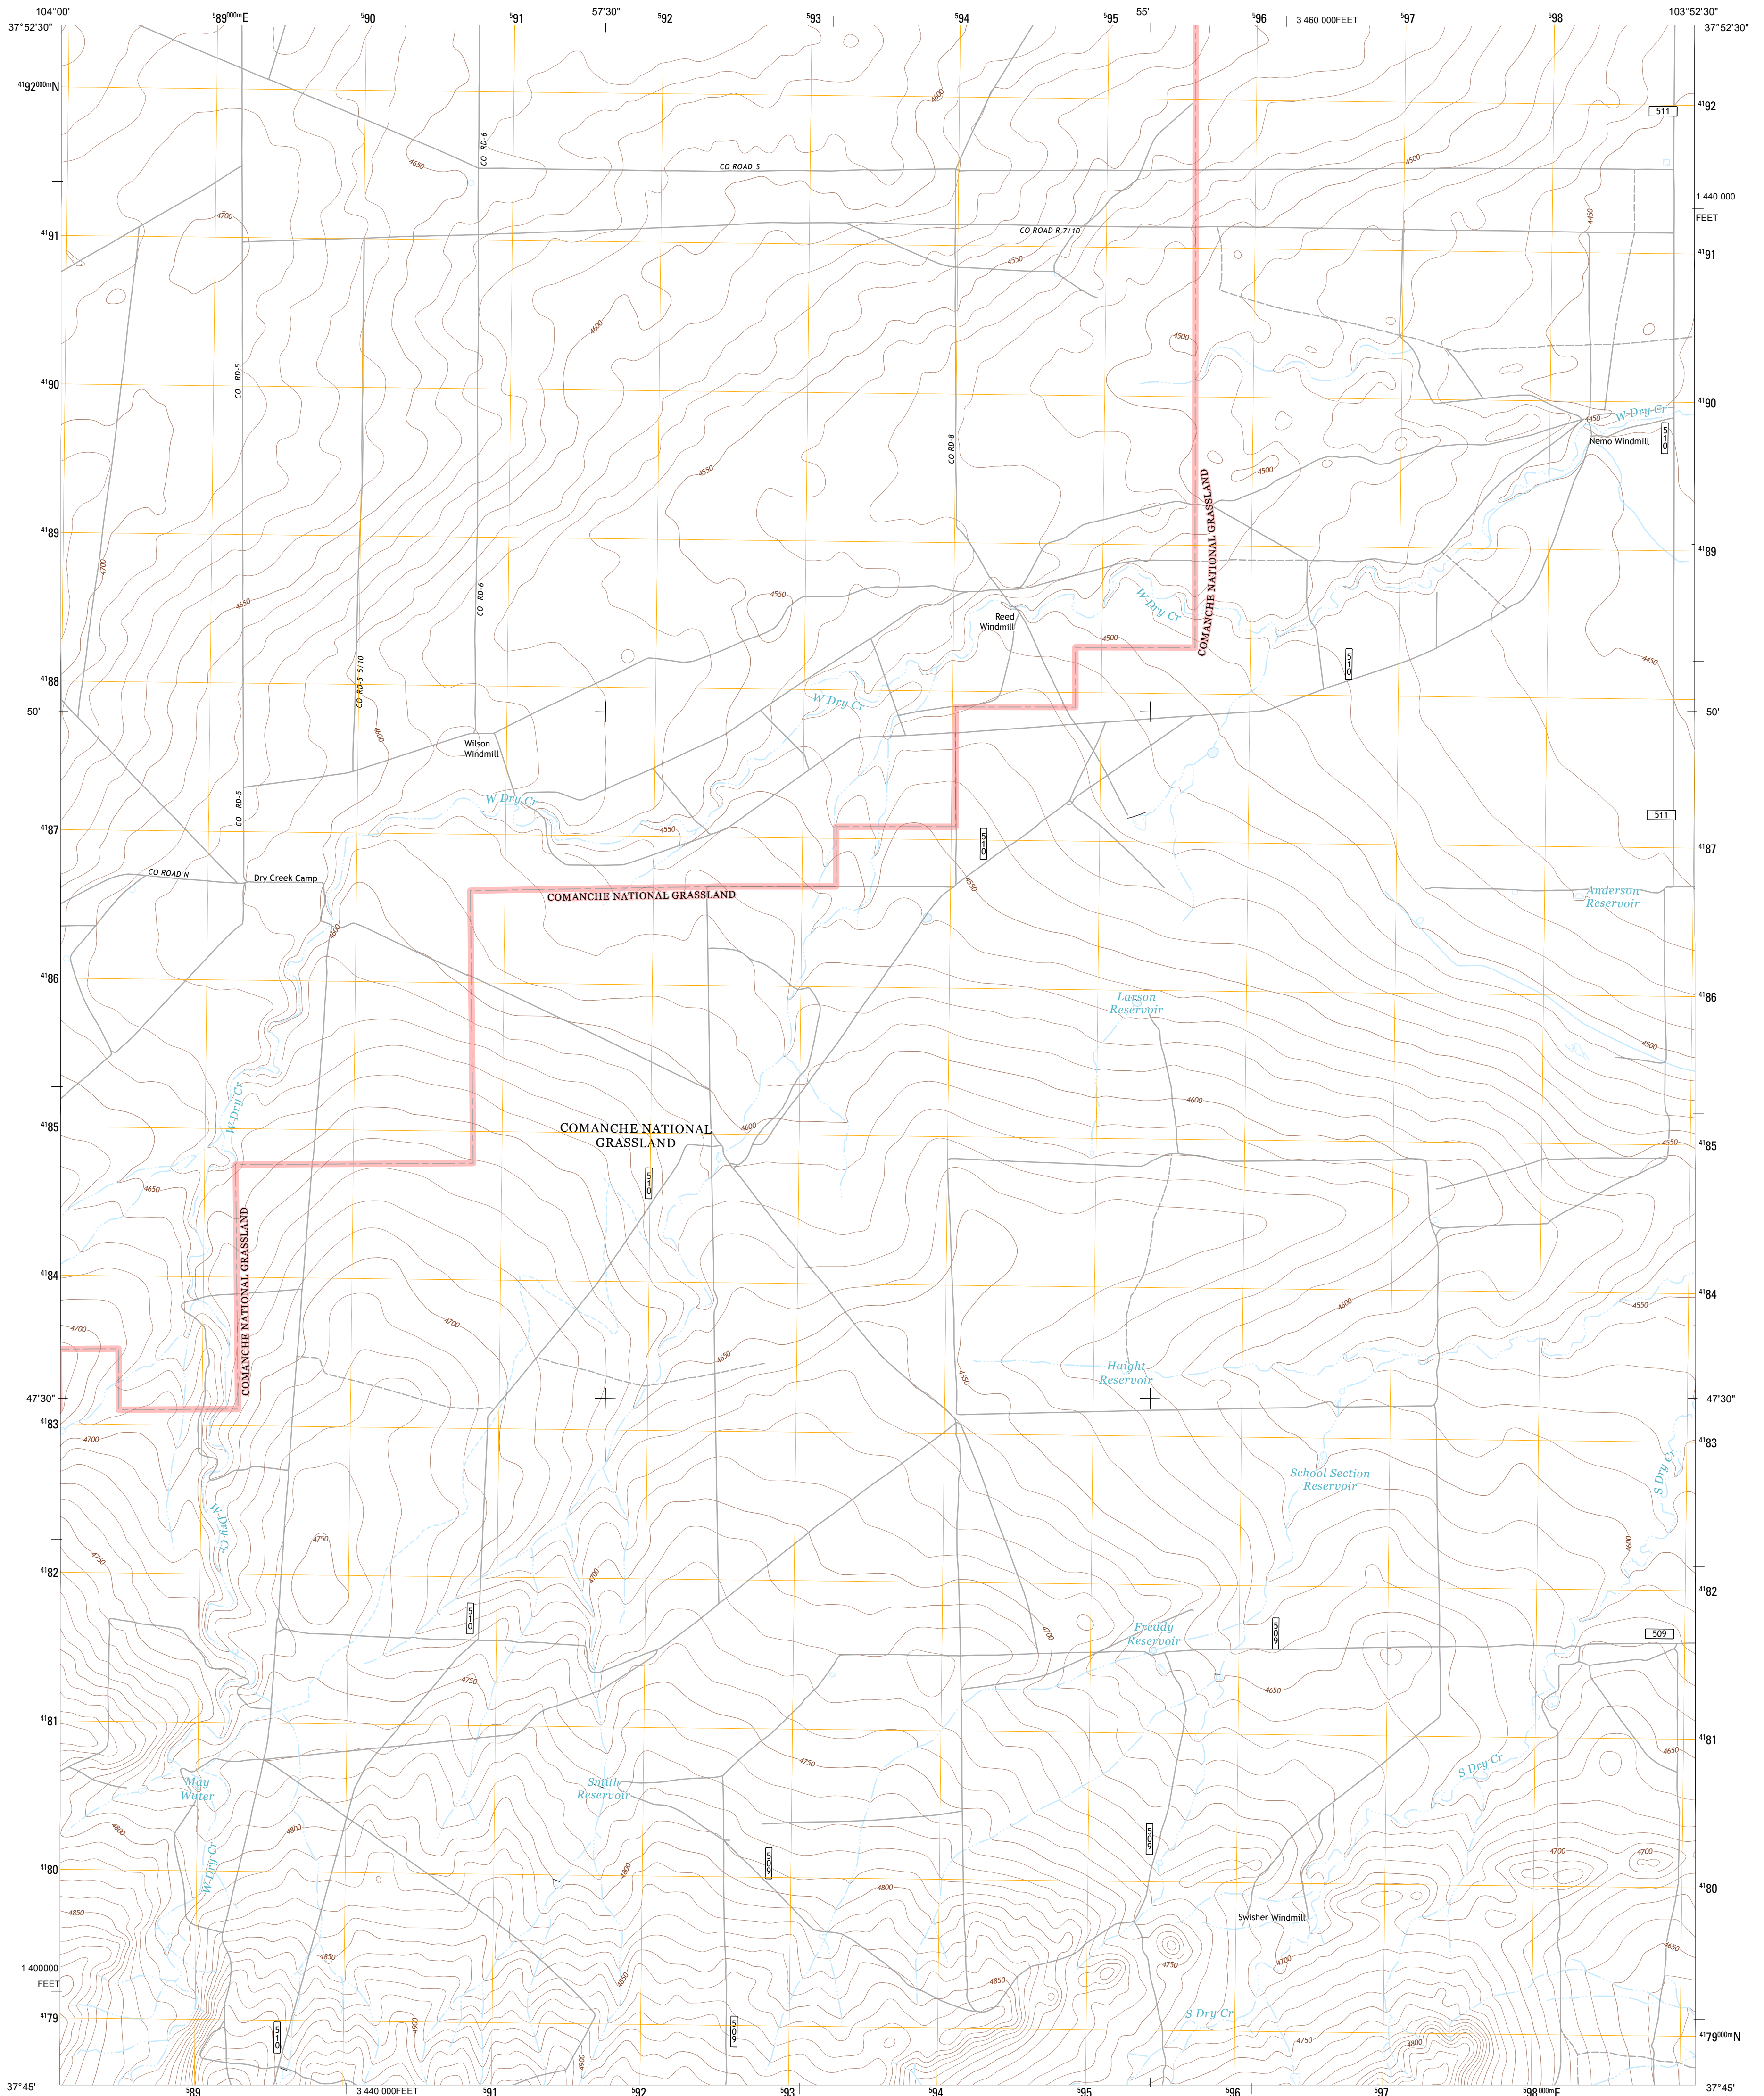 104°00'
589000mE
590
591
57'30"
592
593
594
595
55'
596
3 460 000FEET
597
598
103°52'30"
37°52'30"
37°52'30"
4192000mN
4600
4192
511
CO RD-6
4650
CO ROAD S
4500
1 440 000
FEET
4700
4450
4191
CO ROAD R 7/10
4191
4550
4600
4500
4190
CO RD-5
4190
4450
W Dry Cr
510
Nemo Windmill
CO RD-8
4550
4500
COMANCHE NATIONAL GRASSLAND
4189
4189
4700
4650
CO RD-6
4550
W Dry Cr
Reed
Windmill
4500
510
4450
CO RD-5 5/10
4188
4188
W Dry Cr
50'
50'
4600
Wilson
Windmill
CO RD-5
W Dry Cr
511
4187
4550
510
4187
CO ROAD N
Dry Creek Camp
4550
COMANCHE NATIONAL GRASSLAND
Anderson
Reservoir
4600
4186
4186
Larson
Reservoir
4500
W Dry Cr
4600
4185
COMANCHE NATIONAL
GRASSLAND
4600
4550
4185
510
4650
COMANCHE NATIONAL GRASSLAND
4184
4184
4600
4550
4700
4700
4650
Haight
Reservoir
4650
47'30"
47'30"
4183
4700
4183
School Section
Reservoir
S Dry Cr
W Dry Cr
4750
4750
4600
4182
4700
4182
510
Freddy
Reservoir
4700
509
509
4750
4650
4181
4181
4750
4650
S Dry Cr
May
Water
Smith
Reservoir
4800
4800
509
4700
4700
W Dry Cr
4180
509
4800
4800
4180
4850
Swisher Windmill
4650
4850
4750
4700
1 400000
FEET
4850
4850
4179
4900
510
509
S Dry Cr
4750
4800
4179000mN
4900
37°45'
589
3 440 000FEET
591
592
593
594
595
596
597
598000mE
37°45'